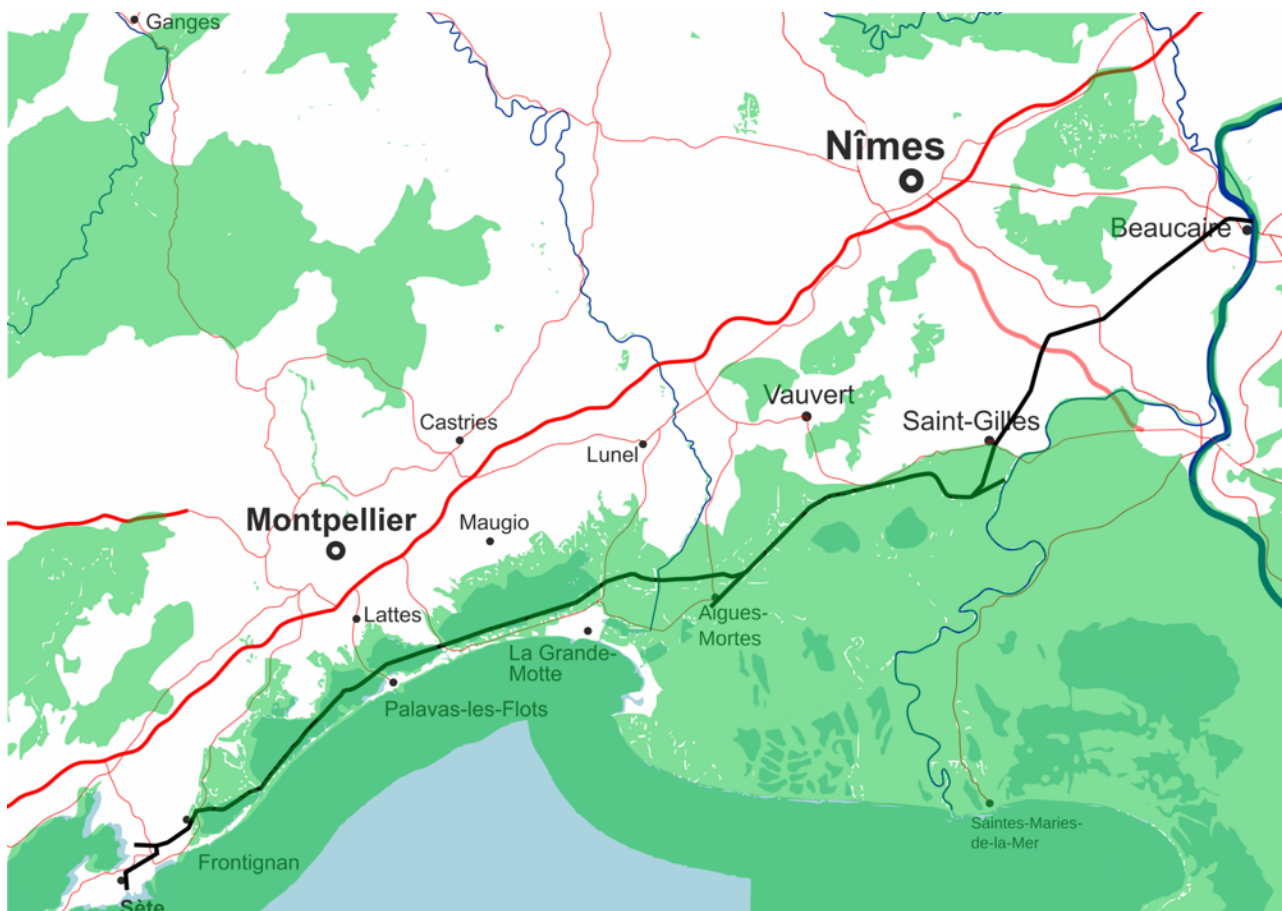 Ganges
Nîmes
Beaucaire
Vauvert
Castries
Saint-Gilles
Lunel
Montpellier
Maugio
Lattes
Aigues-
Mortes
La Grande-
Motte
Palavas-les-Flots
Saintes-Maries-
de-la-Mer
Frontignan
Sète